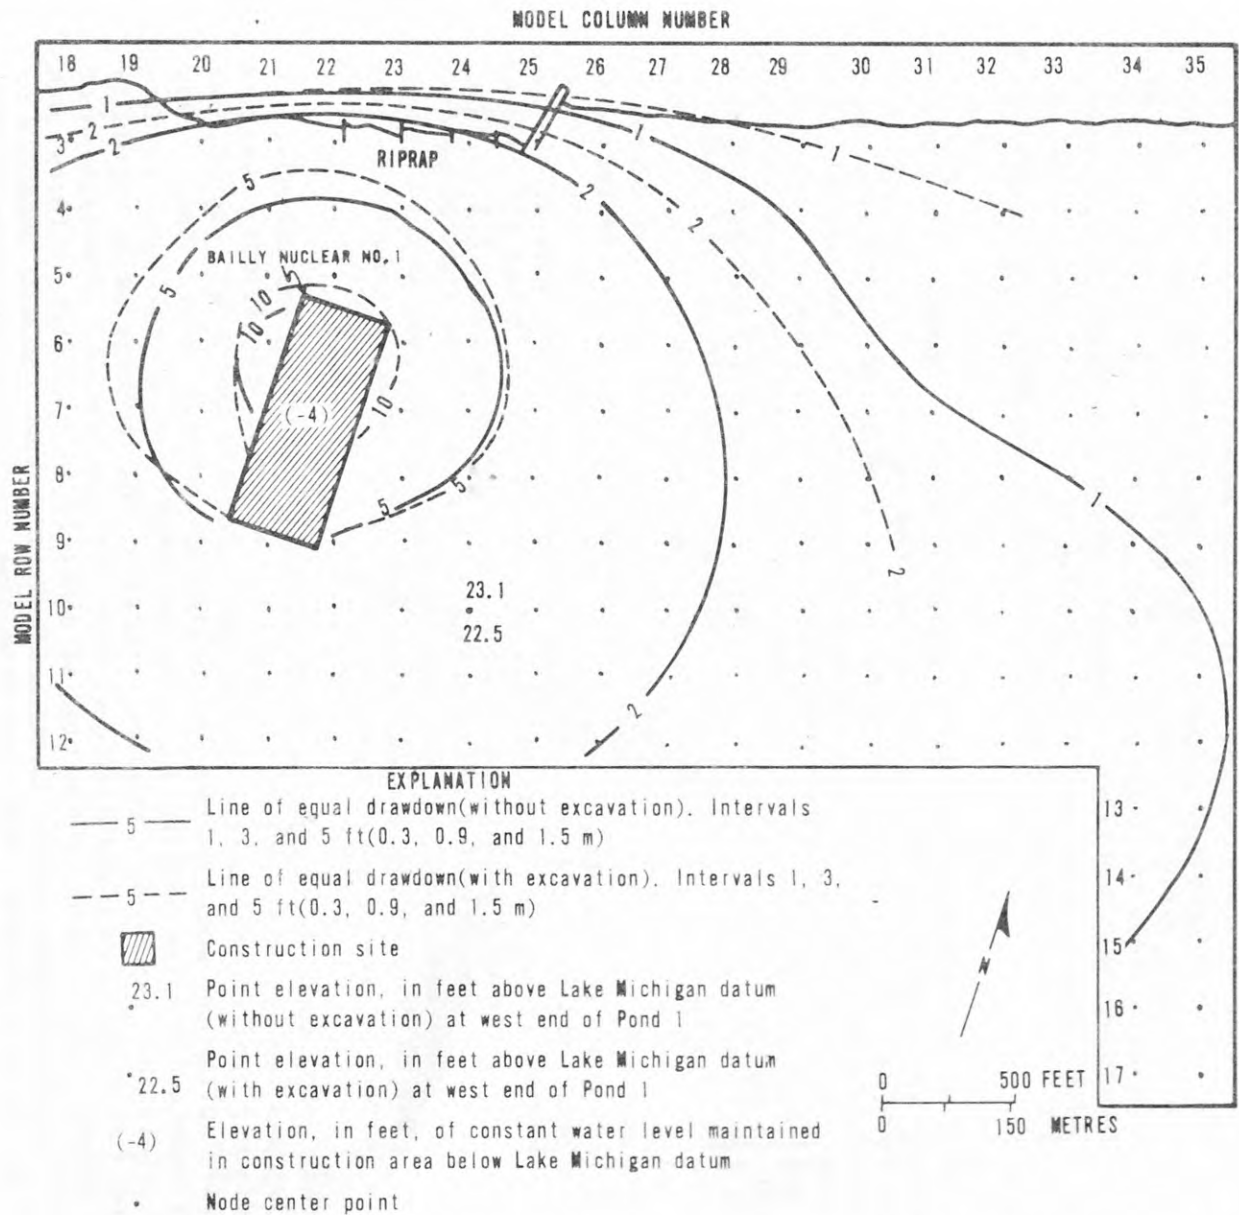 MODEL COLUMN NUMBER
18 19 20 21 22 23 24 25 26 27 28 29 30 31 32 33 34 35
1
1
2
3
2
1
RIPRAP
5
2
4
5
2
BAILLY NUCLEAR NO. 1
5
5
5
10
10
6
10
7
(-4)
MODEL ROW NUMBER
8
5
5
1
9
2
23.1
10
22.5
11
2
12
EXPLANATION
5 Line of equal drawdown(without excavation). Intervals
1, 3, and 5 ft(0.3, 0.9, and 1.5 m)
13
5 Line of equal drawdown(with excavation). Intervals 1, 3,
and 5 ft(0.3, 0.9, and 1.5 m)
14
Construction site
15
N
23.1 Point elevation, in feet above Lake Michigan datum
(without excavation) at west end of Pond 1
16
22.5 Point elevation, in feet above Lake Michigan datum
(with excavation) at west end of Pond 1
0 500 FEET
17
0 150 METRES
(-4) Elevation, in feet, of constant water level maintained
in construction area below Lake Michigan datum
Node center point